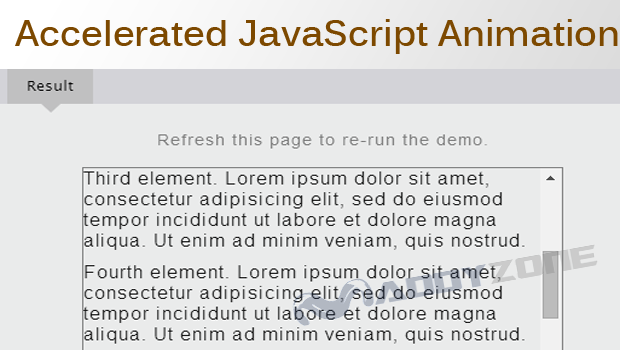 Accelerated JavaScript Animation
Result
Refresh this page to re-run the demo.
Third element. Lorem ipsum dolor sit amet,
consectetur adipisicing elit, sed do eiusmod
tempor incididunt ut labore et dolore magna
aliqua. Ut enim ad minim veniam, quis nostrud.
Fourth element. Lorem ipsum dolor sit amet,
consectetur adipisicing elit, sed do eiusmod
tempor incididunt ut labore et dolore magna
aliqua. Ut enim ad minim veniam, quis nostrud.
ADDYZONE